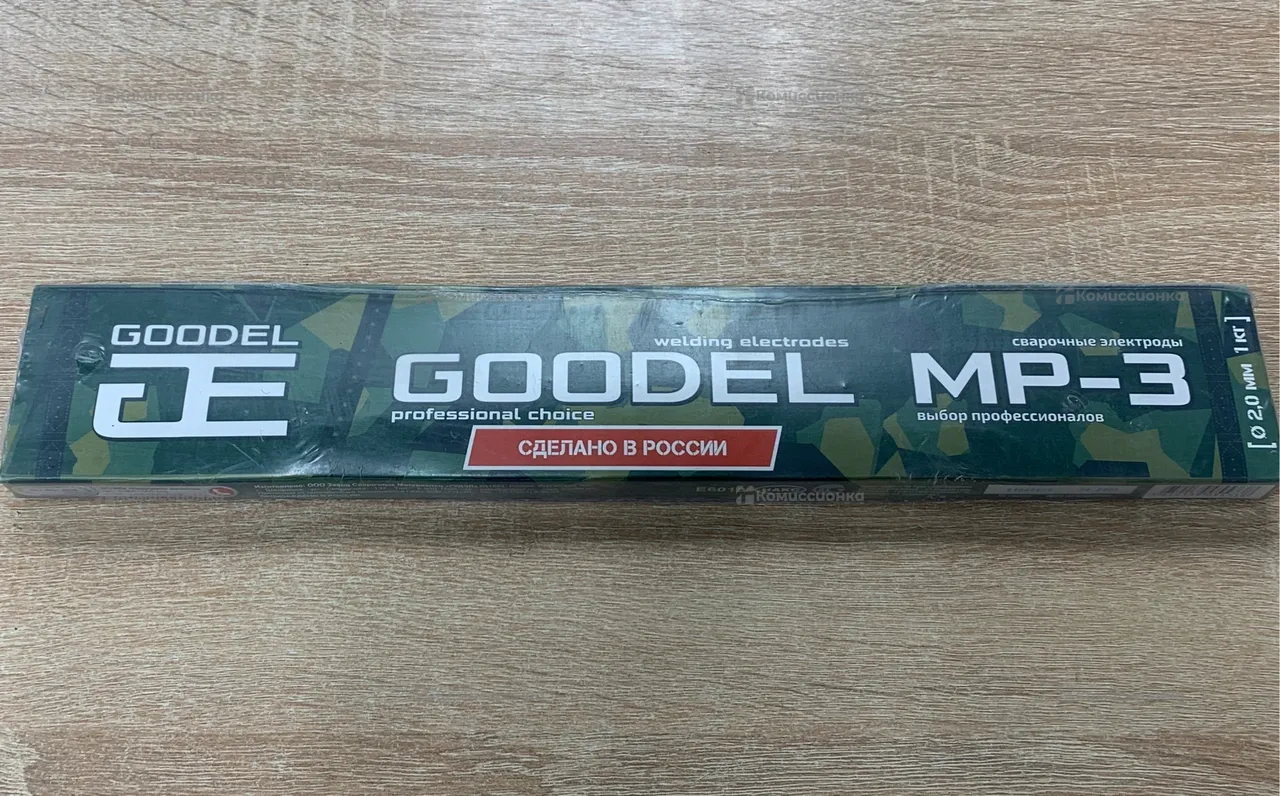 Комиссионка
Комиссионка
Комиссионка
GOODEL
welding electrodes
сварочные электроды
GOODEL MP-3
professional choice
выбор профессионалов
СДЕЛАНО В РОССИИ
[ Ø 2,0 мм 1 кг ]
Комиссионка